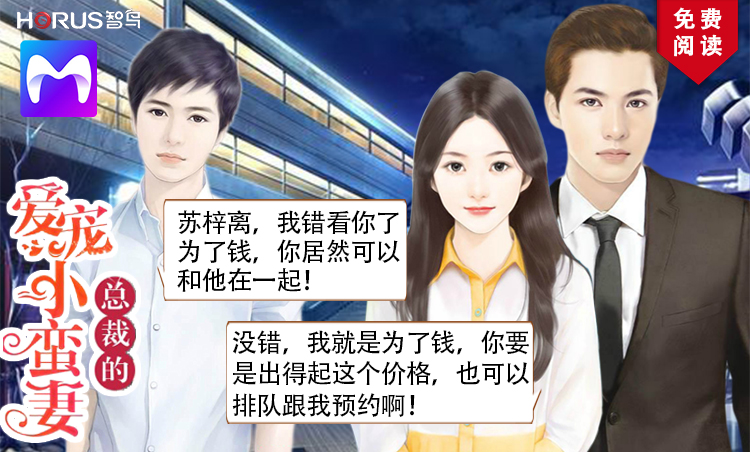 HORUS智鸟
免费
阅读
爱宠
小蛮妻
总裁的
苏梓离，我错看你了
为了钱，你居然可以
和他在一起！
没错，我就是为了钱，你要
是出得起这个价格，也可以
排队跟我预约啊！